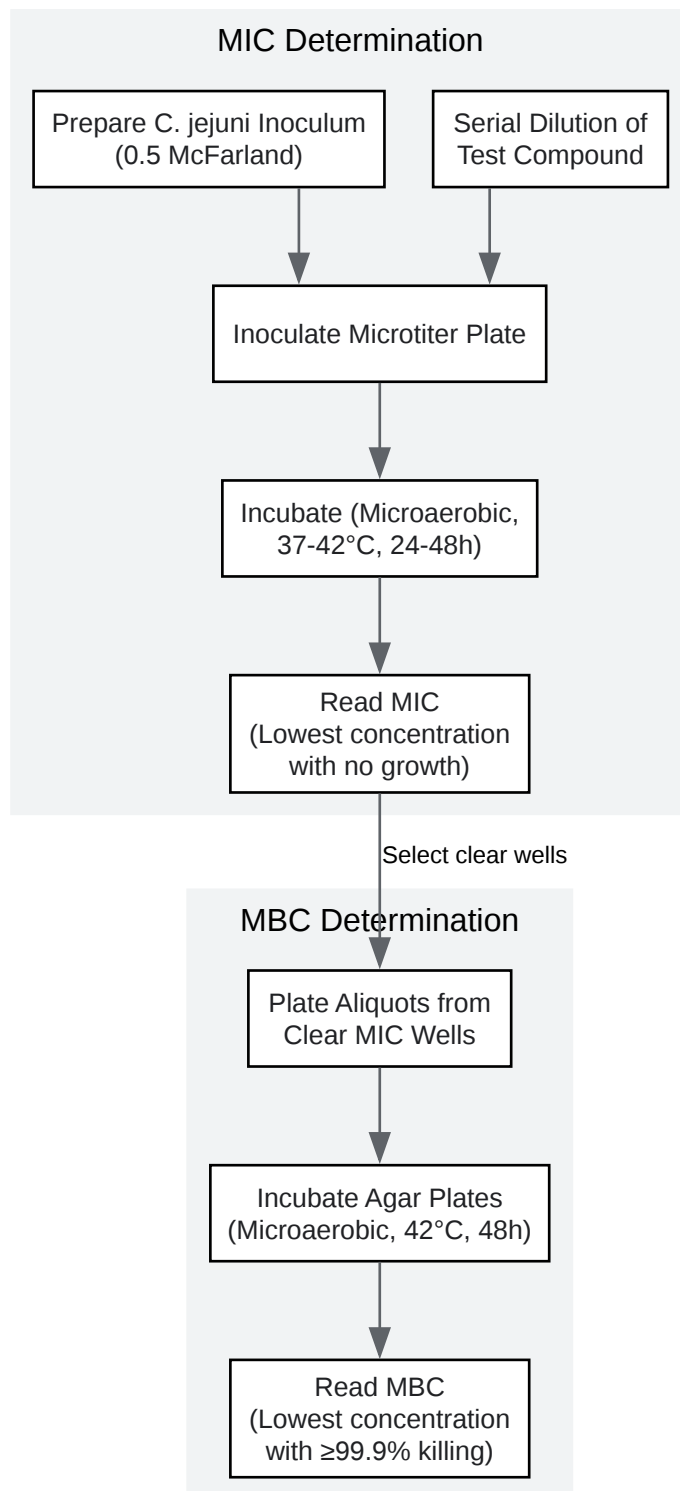 MIC Determination
Prepare C. jejuni Inoculum
(0.5 McFarland)
Serial Dilution of
Test Compound
Inoculate Microtiter Plate
Incubate (Microaerobic,
37-42°C, 24-48h)
Read MIC
(Lowest concentration
with no growth)
Select clear wells
MBC Determination
Plate Aliquots from
Clear MIC Wells
Incubate Agar Plates
(Microaerobic, 42°C, 48h)
Read MBC
(Lowest concentration
with ≥99.9% killing)